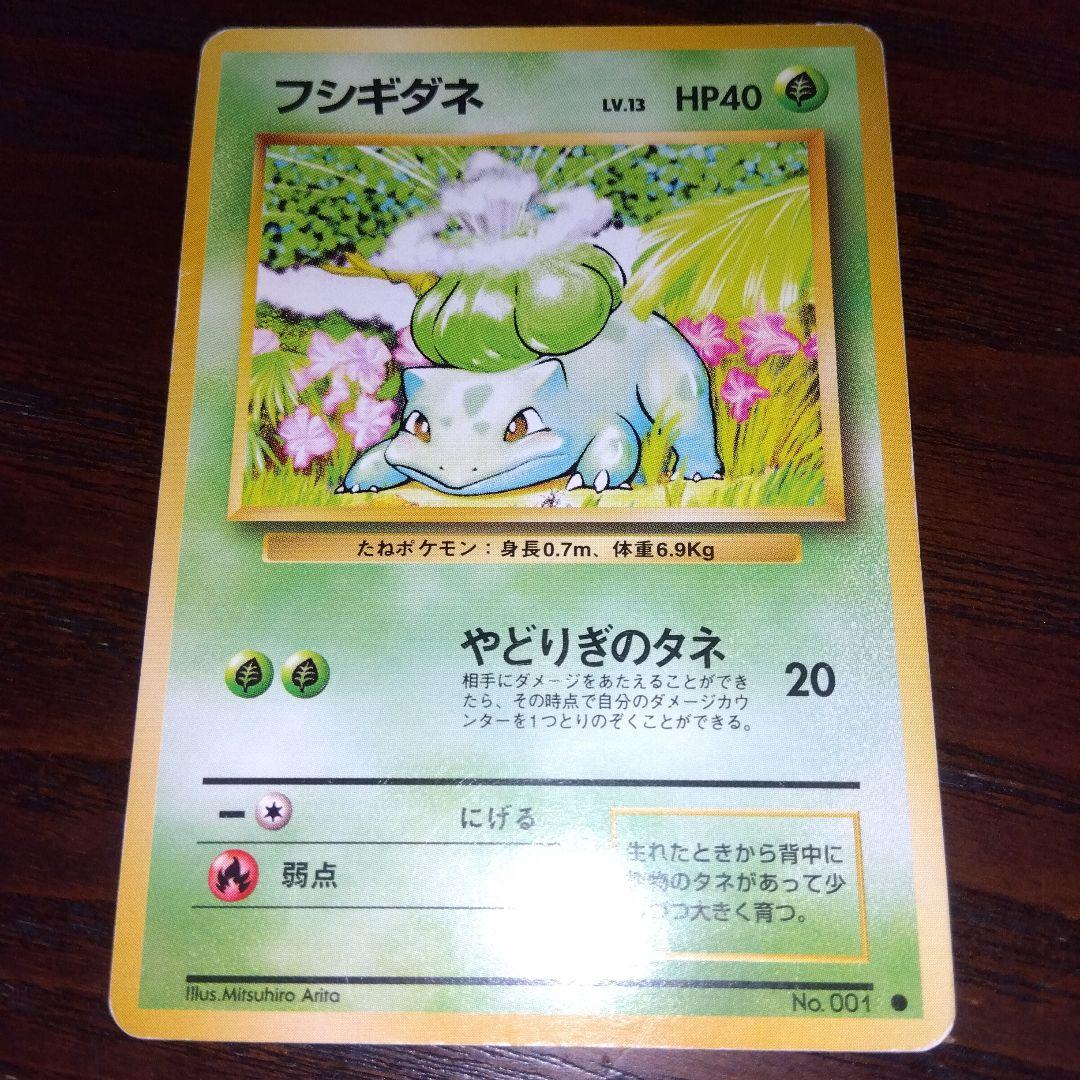 フシギダネ LV.13 HP40
たねポケモン：身長0.7m、体重6.9Kg
やどりぎのタネ 20
相手にダメージをあたえることができ
たら、その時点で自分のダメージカウ
ンターを1つとりのぞくことができる。
ー にげる
弱点
生れたときから背中に
物のタネがあって少
づつ大きく育つ。
Illus.Mitsuhiro Arita No. 001 ●